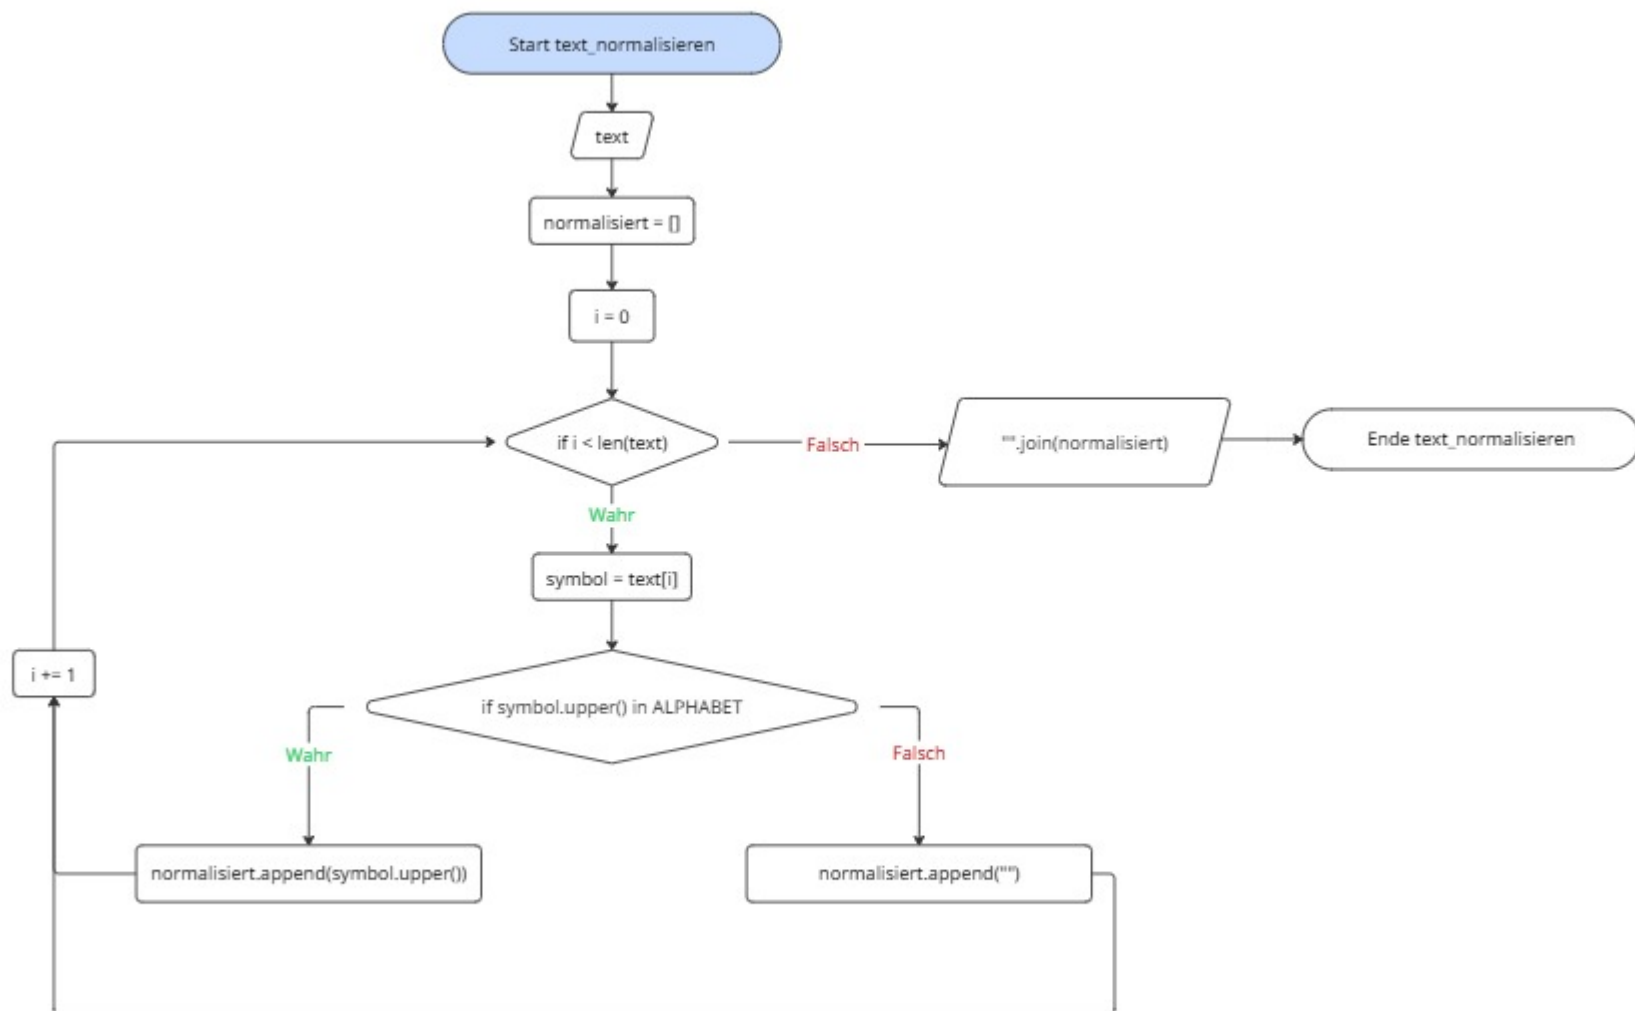 Start text_normalisieren
text
normalisiert = []
i = 0
if i < len(text)
Falsch
"".join(normalisiert)
Ende text_normalisieren
Wahr
symbol = text[i]
i += 1
if symbol.upper() in ALPHABET
Wahr
Falsch
normalisiert.append(symbol.upper())
normalisiert.append("")